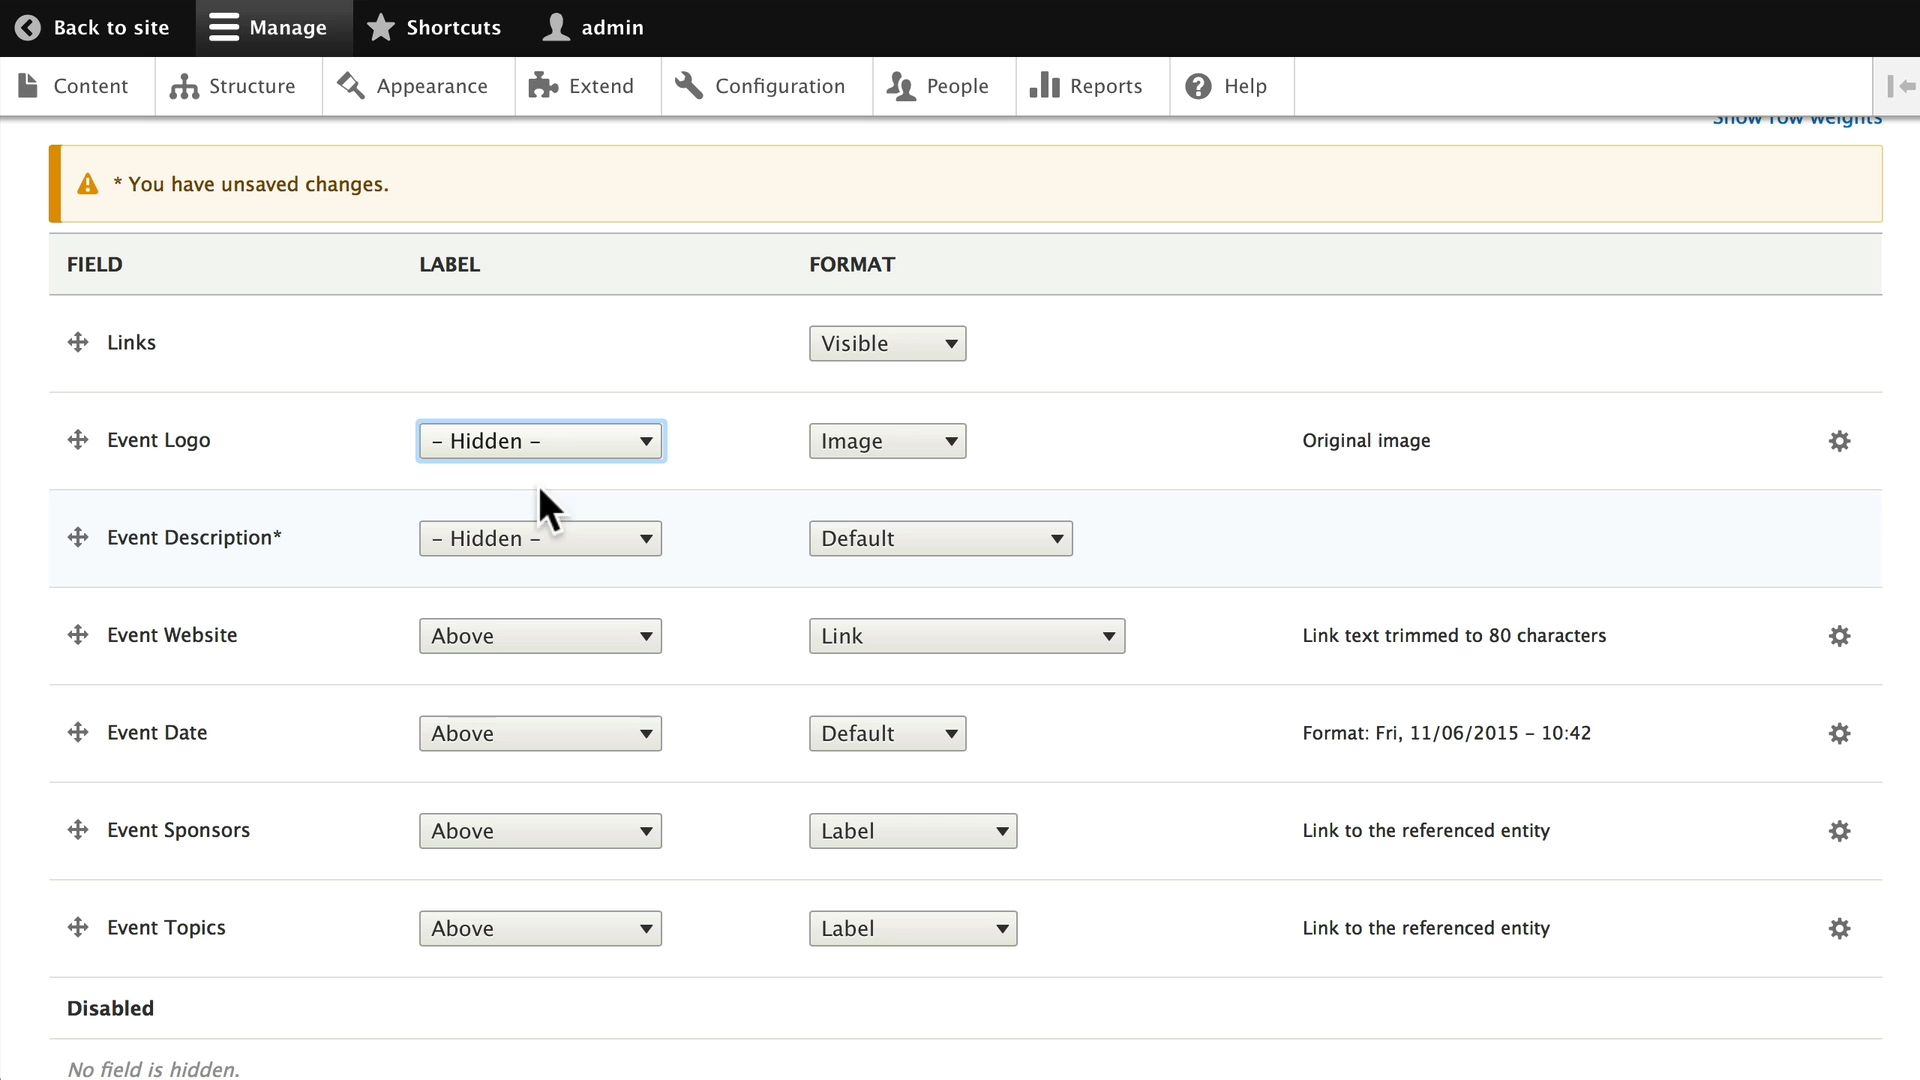 Back to site Manage Shortcuts admin
Content Structure Appearance Extend Configuration People Reports Help
Show row weights
* You have unsaved changes.
FIELD LABEL FORMAT
Links Visible
Event Logo – Hidden – Image Original image
Event Description* – Hidden – Default
Event Website Above Link Link text trimmed to 80 characters
Event Date Above Default Format: Fri, 11/06/2015 – 10:42
Event Sponsors Above Label Link to the referenced entity
Event Topics Above Label Link to the referenced entity
Disabled
No field is hidden.